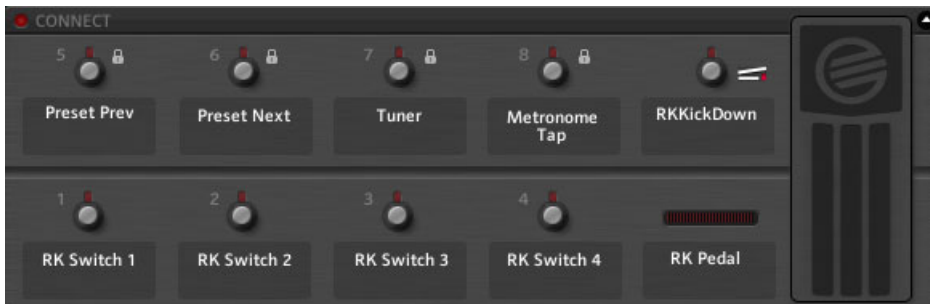 CONNECT
5
6
7
8
Preset Prev
Preset Next
Tuner
Metronome
Tap
RKKickDown
1
2
3
4
RK Switch 1
RK Switch 2
RK Switch 3
RK Switch 4
RK Pedal